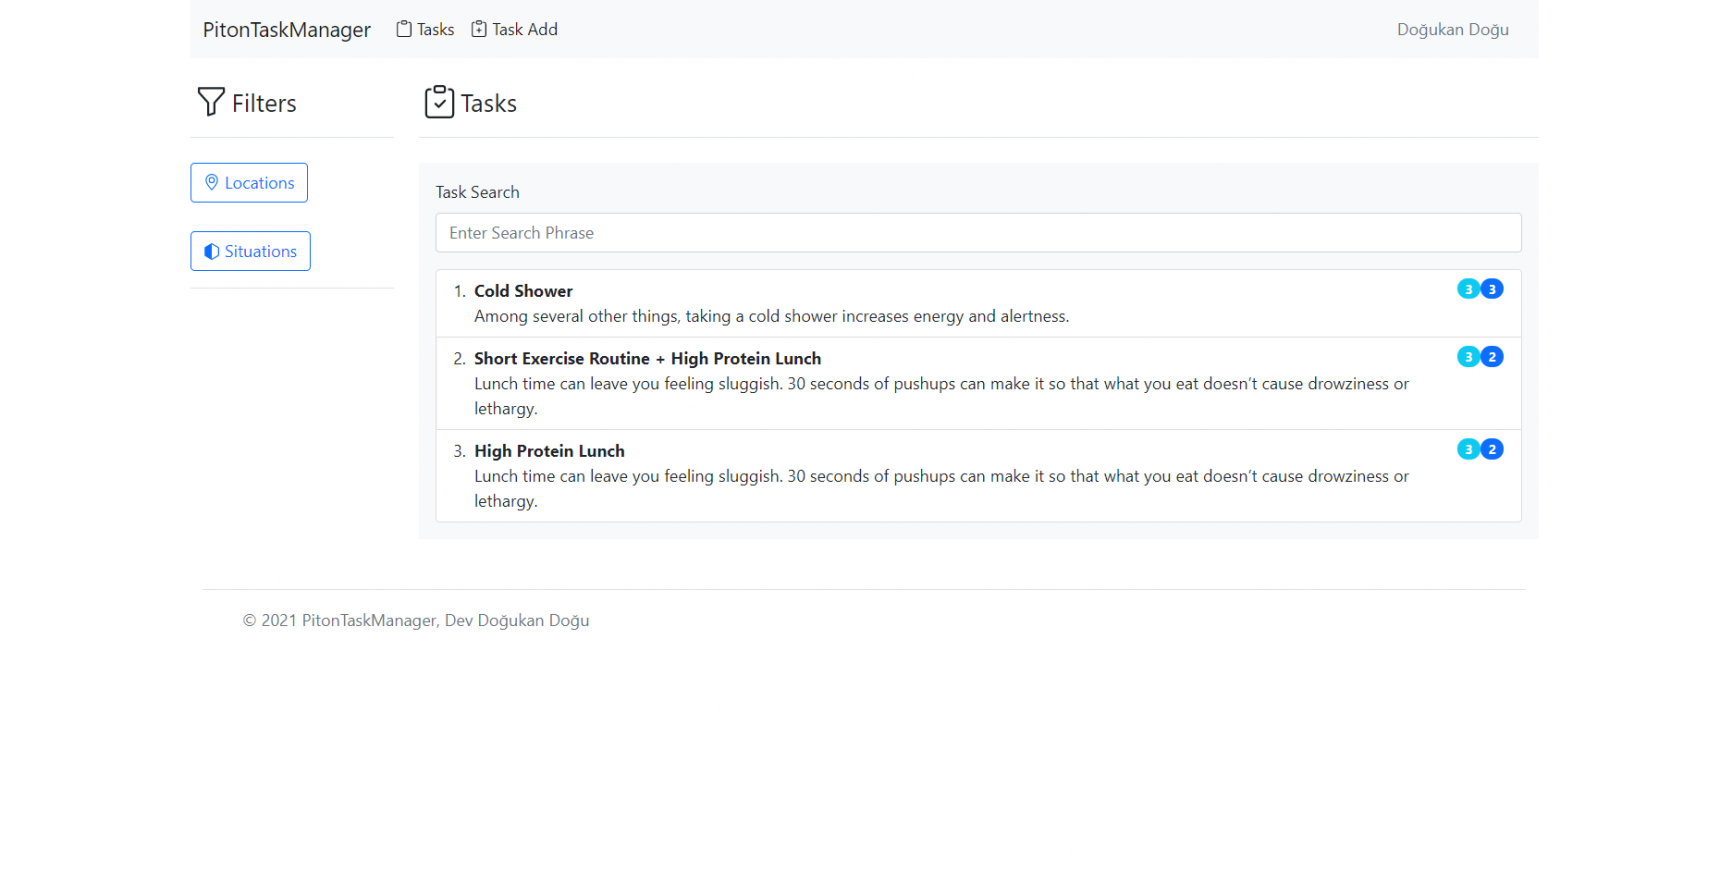 PitonTaskManager Tasks Task Add Doğukan Doğu
Filters
Locations
Situations
Tasks
Task Search
Enter Search Phrase
1. Cold Shower 3 3
Among several other things, taking a cold shower increases energy and alertness.
2. Short Exercise Routine + High Protein Lunch 3 2
Lunch time can leave you feeling sluggish. 30 seconds of pushups can make it so that what you eat doesn’t cause drowziness or
lethargy.
3. High Protein Lunch 3 2
Lunch time can leave you feeling sluggish. 30 seconds of pushups can make it so that what you eat doesn’t cause drowziness or
lethargy.
© 2021 PitonTaskManager, Dev Doğukan Doğu